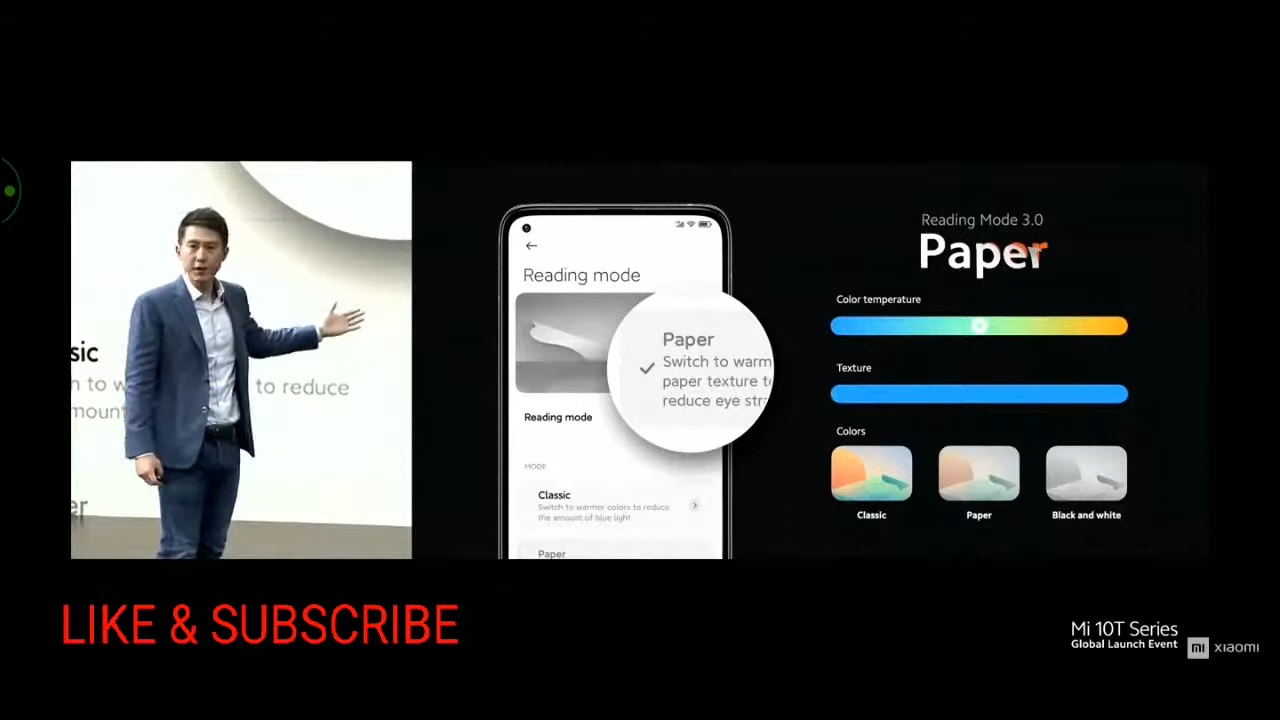 sic
n to w to reduce
mount
er
Reading mode
Paper
Switch to warm
paper texture t
reduce eye str
Reading mode
MODE
Classic
Switch to warmer colors to reduce
the amount of blue light
Paper
Reading Mode 3.0
Paper
Color temperature
Texture
Colors
Classic
Paper
Black and white
LIKE & SUBSCRIBE
Mi 10T Series
Global Launch Event
mi xiaomi